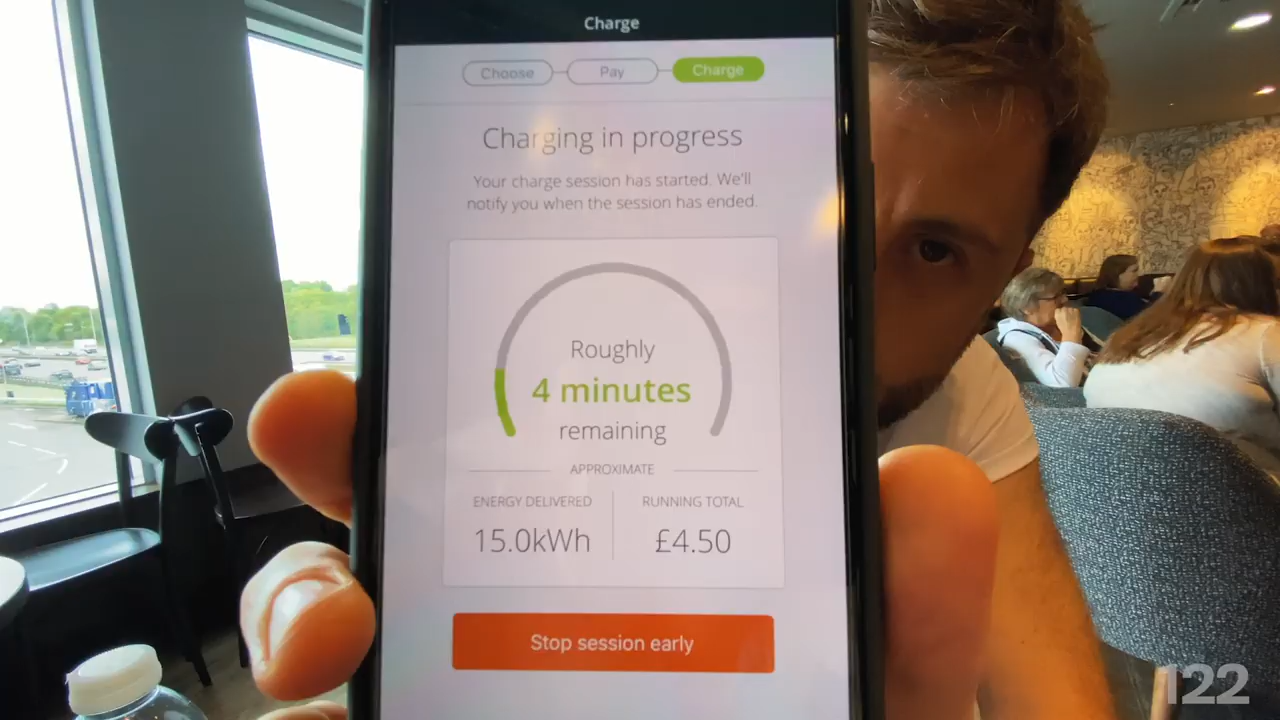 Charge
Choose
Pay
Charge
Charging in progress
Your charge session has started. We'll
notify you when the session has ended.
Roughly
4 minutes
remaining
APPROXIMATE
ENERGY DELIVERED
15.0kWh
RUNNING TOTAL
£4.50
Stop session early
122